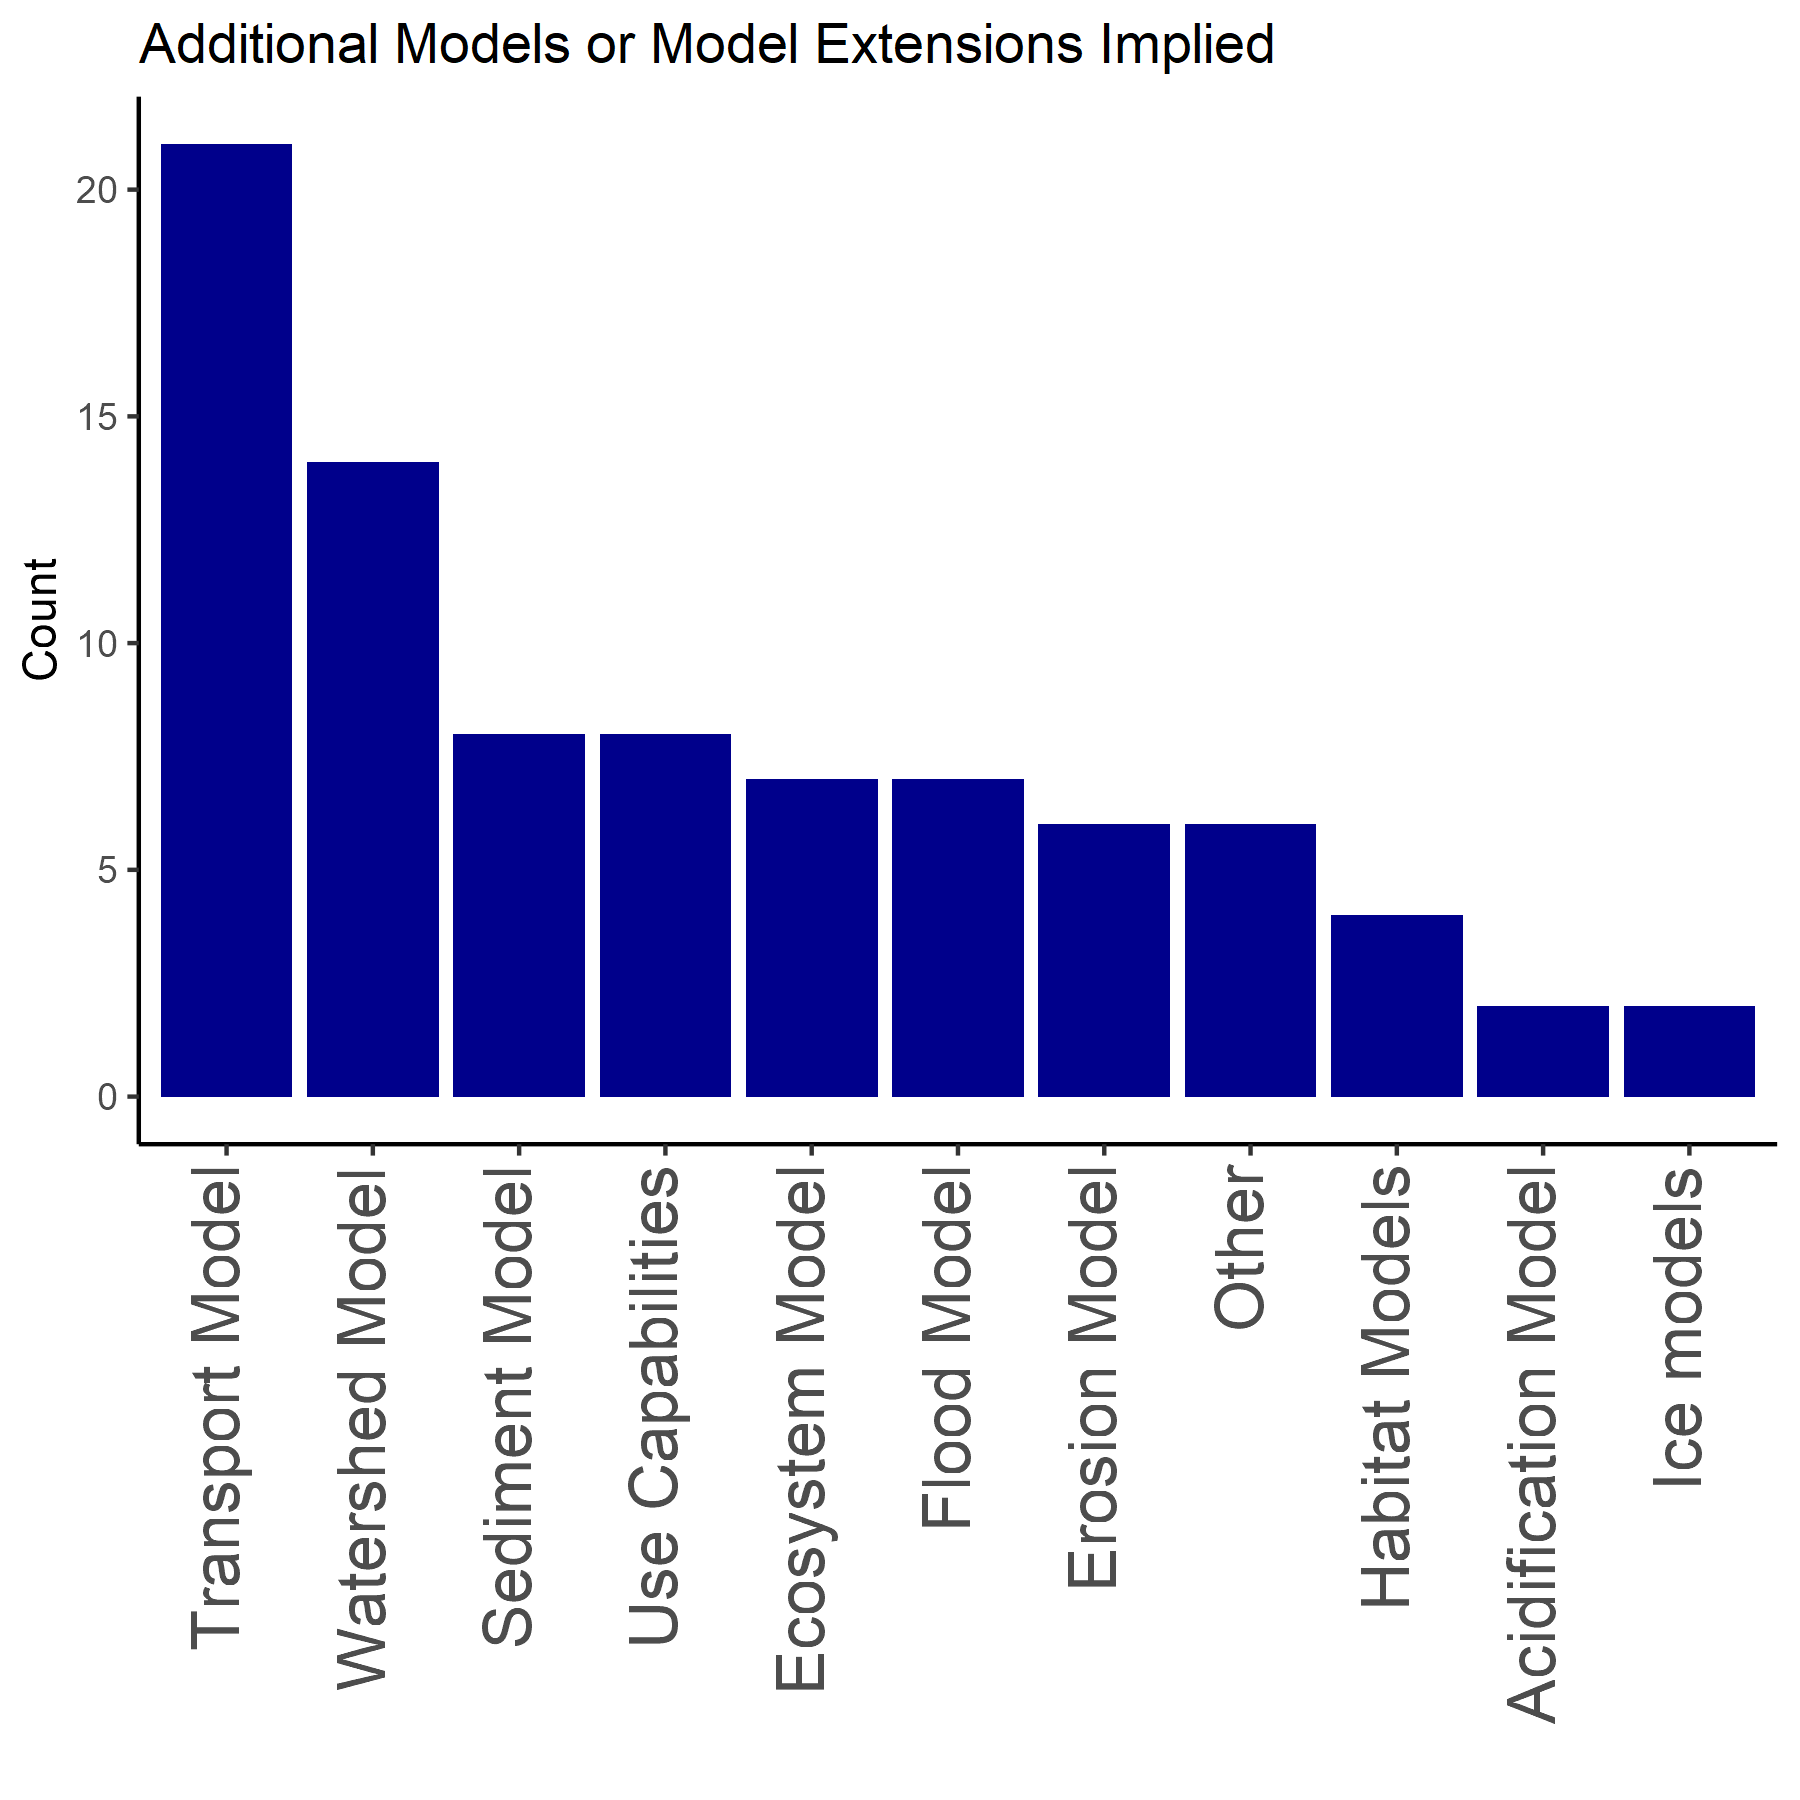 Additional Models or Model Extensions Implied
Count
20
15
10
5
0
Transport Model
Watershed Model
Sediment Model
Use Capabilities
Ecosystem Model
Flood Model
Erosion Model
Other
Habitat Models
Acidification Model
Ice models